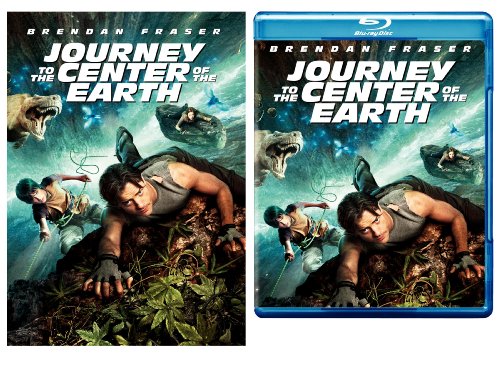 BRENDAN FRASER
JOURNEY
TO THE CENTER OF THE
EARTH
Blu-ray Disc
BRENDAN FRASER
JOURNEY
TO THE CENTER OF THE
EARTH